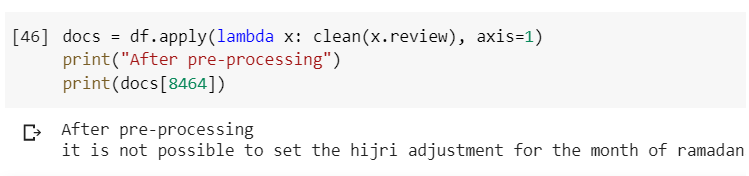 [46] docs = df.apply(lambda x: clean(x.review), axis=1)
print("After pre-processing")
print(docs[8464])
After pre-processing
it is not possible to set the hijri adjustment for the month of ramadan